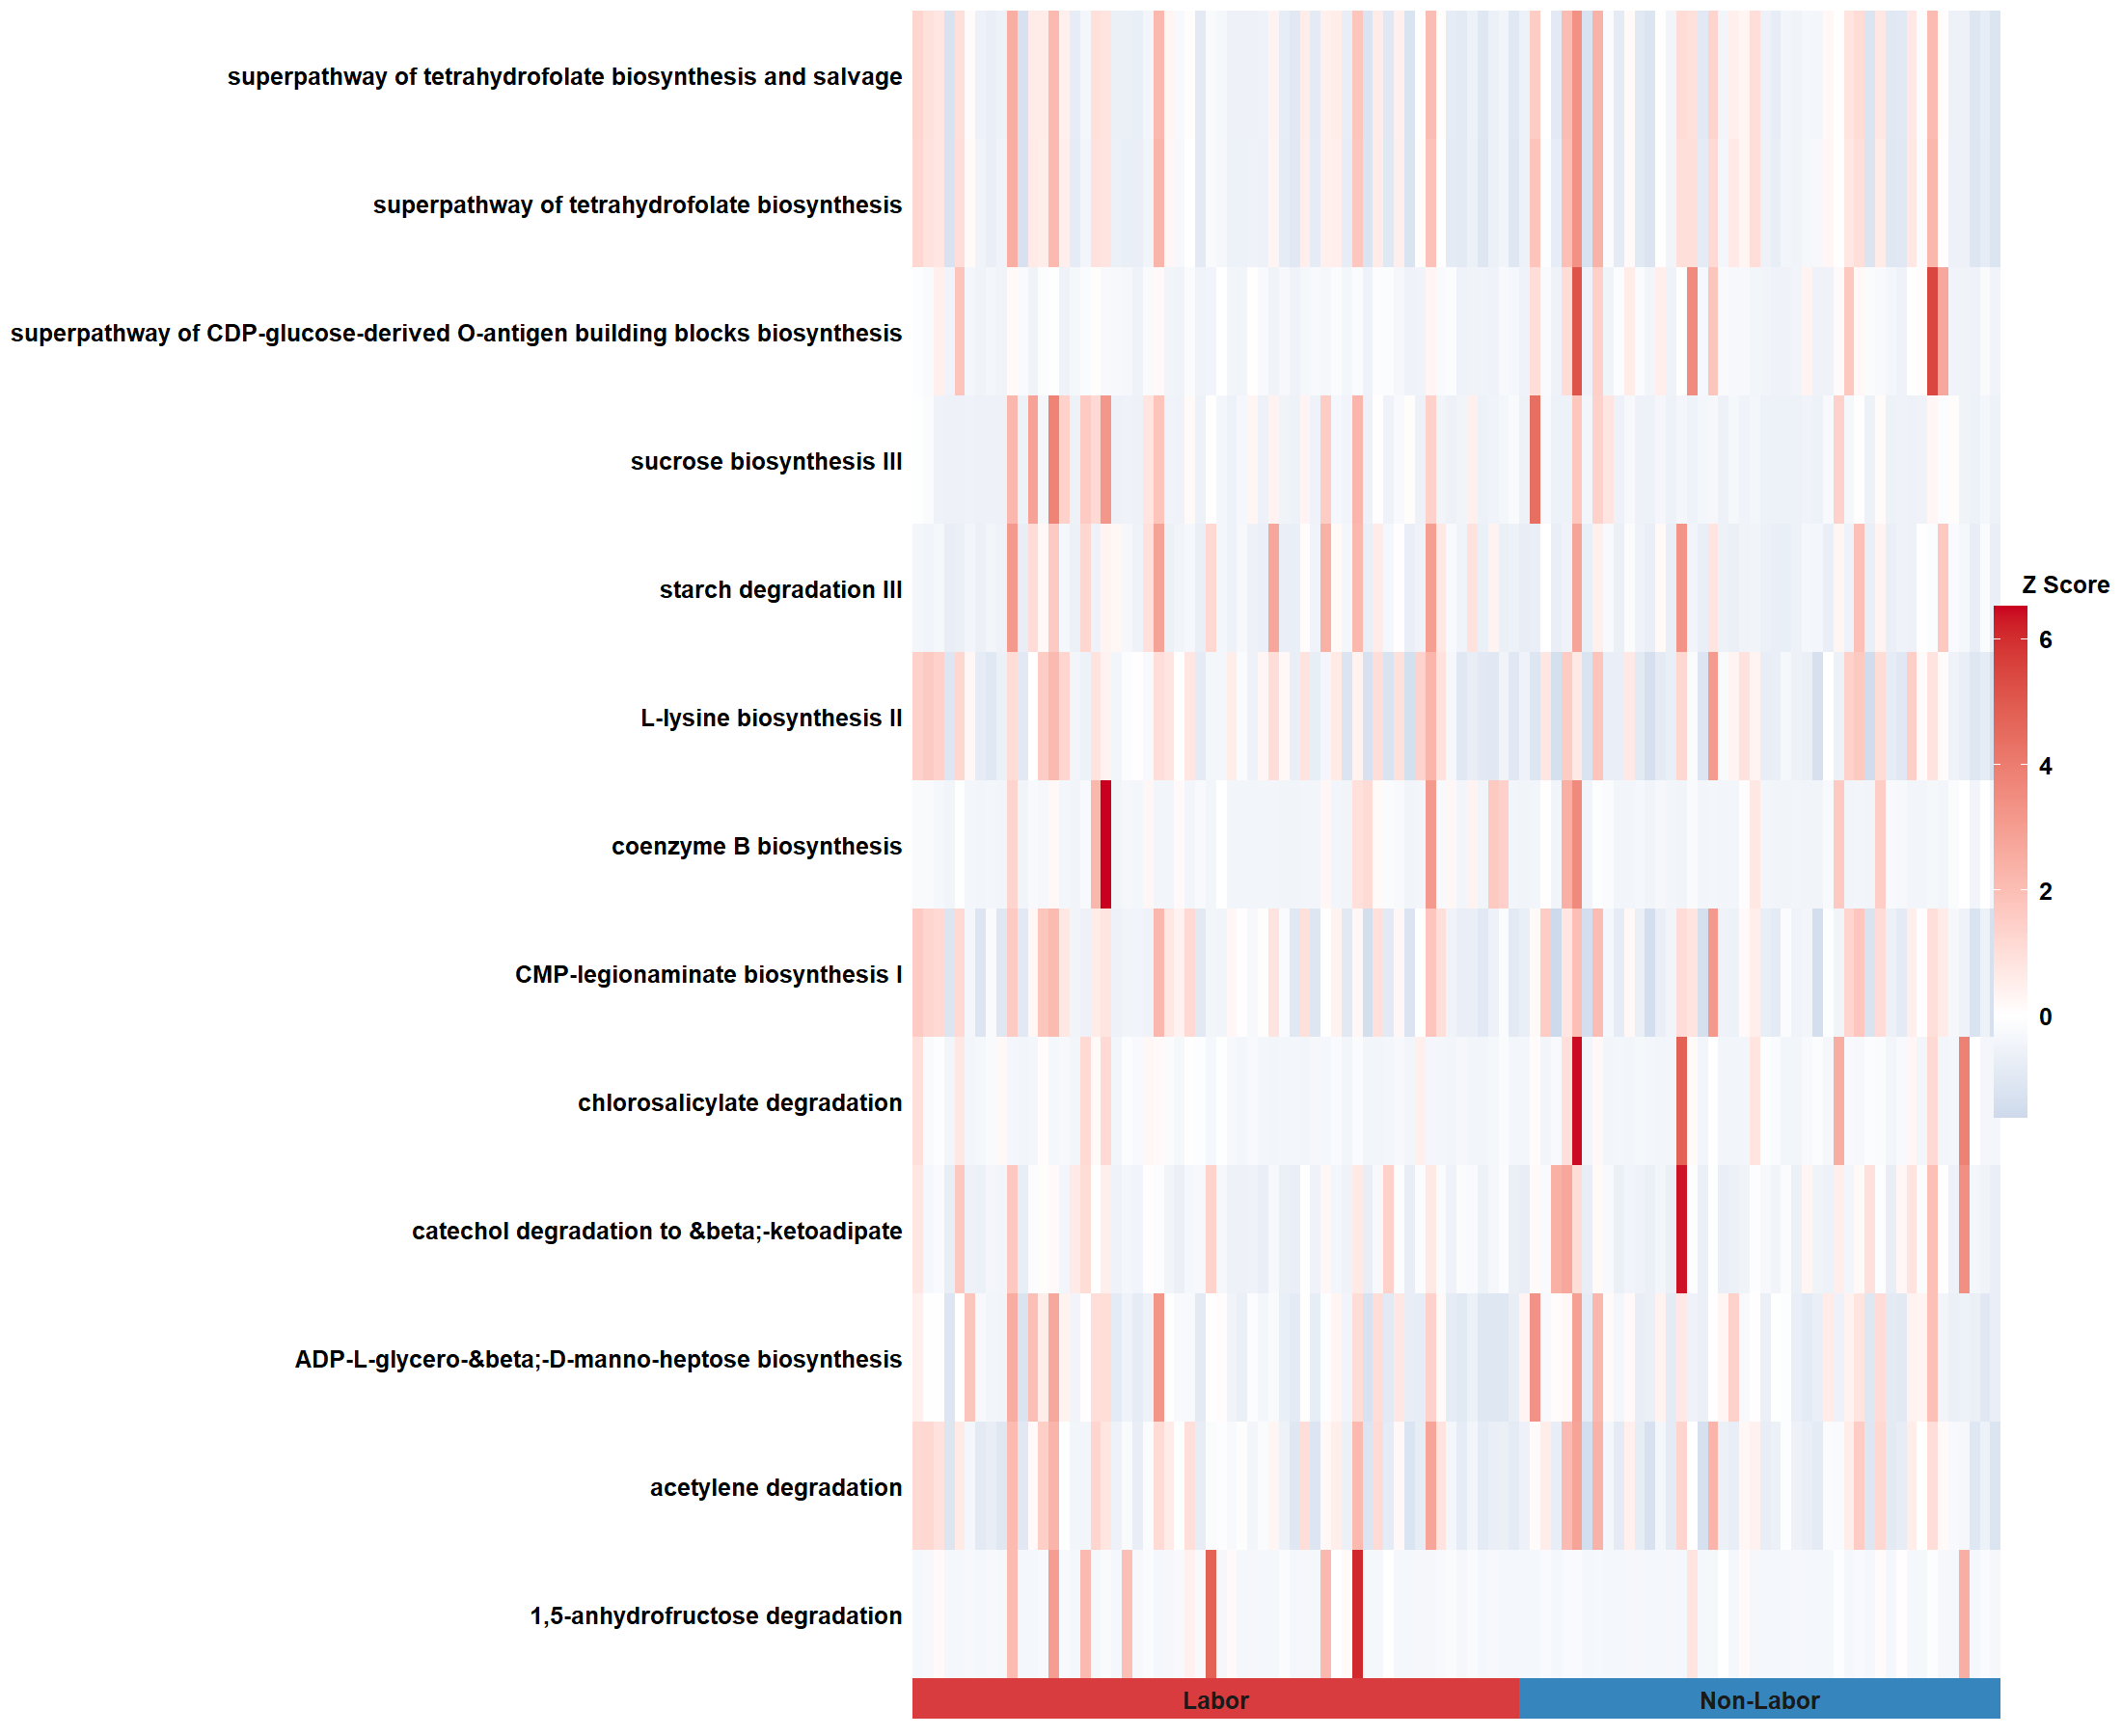 superpathway of tetrahydrofolate biosynthesis and salvage
superpathway of tetrahydrofolate biosynthesis
superpathway of CDP-glucose-derived O-antigen building blocks biosynthesis
sucrose biosynthesis III
starch degradation III
L-lysine biosynthesis II
coenzyme B biosynthesis
CMP-legionaminate biosynthesis I
chlorosalicylate degradation
catechol degradation to &beta;-ketoadipate
ADP-L-glycero-&beta;-D-manno-heptose biosynthesis
acetylene degradation
1,5-anhydrofructose degradation
Labor
Non-Labor
Z Score
6
4
2
0